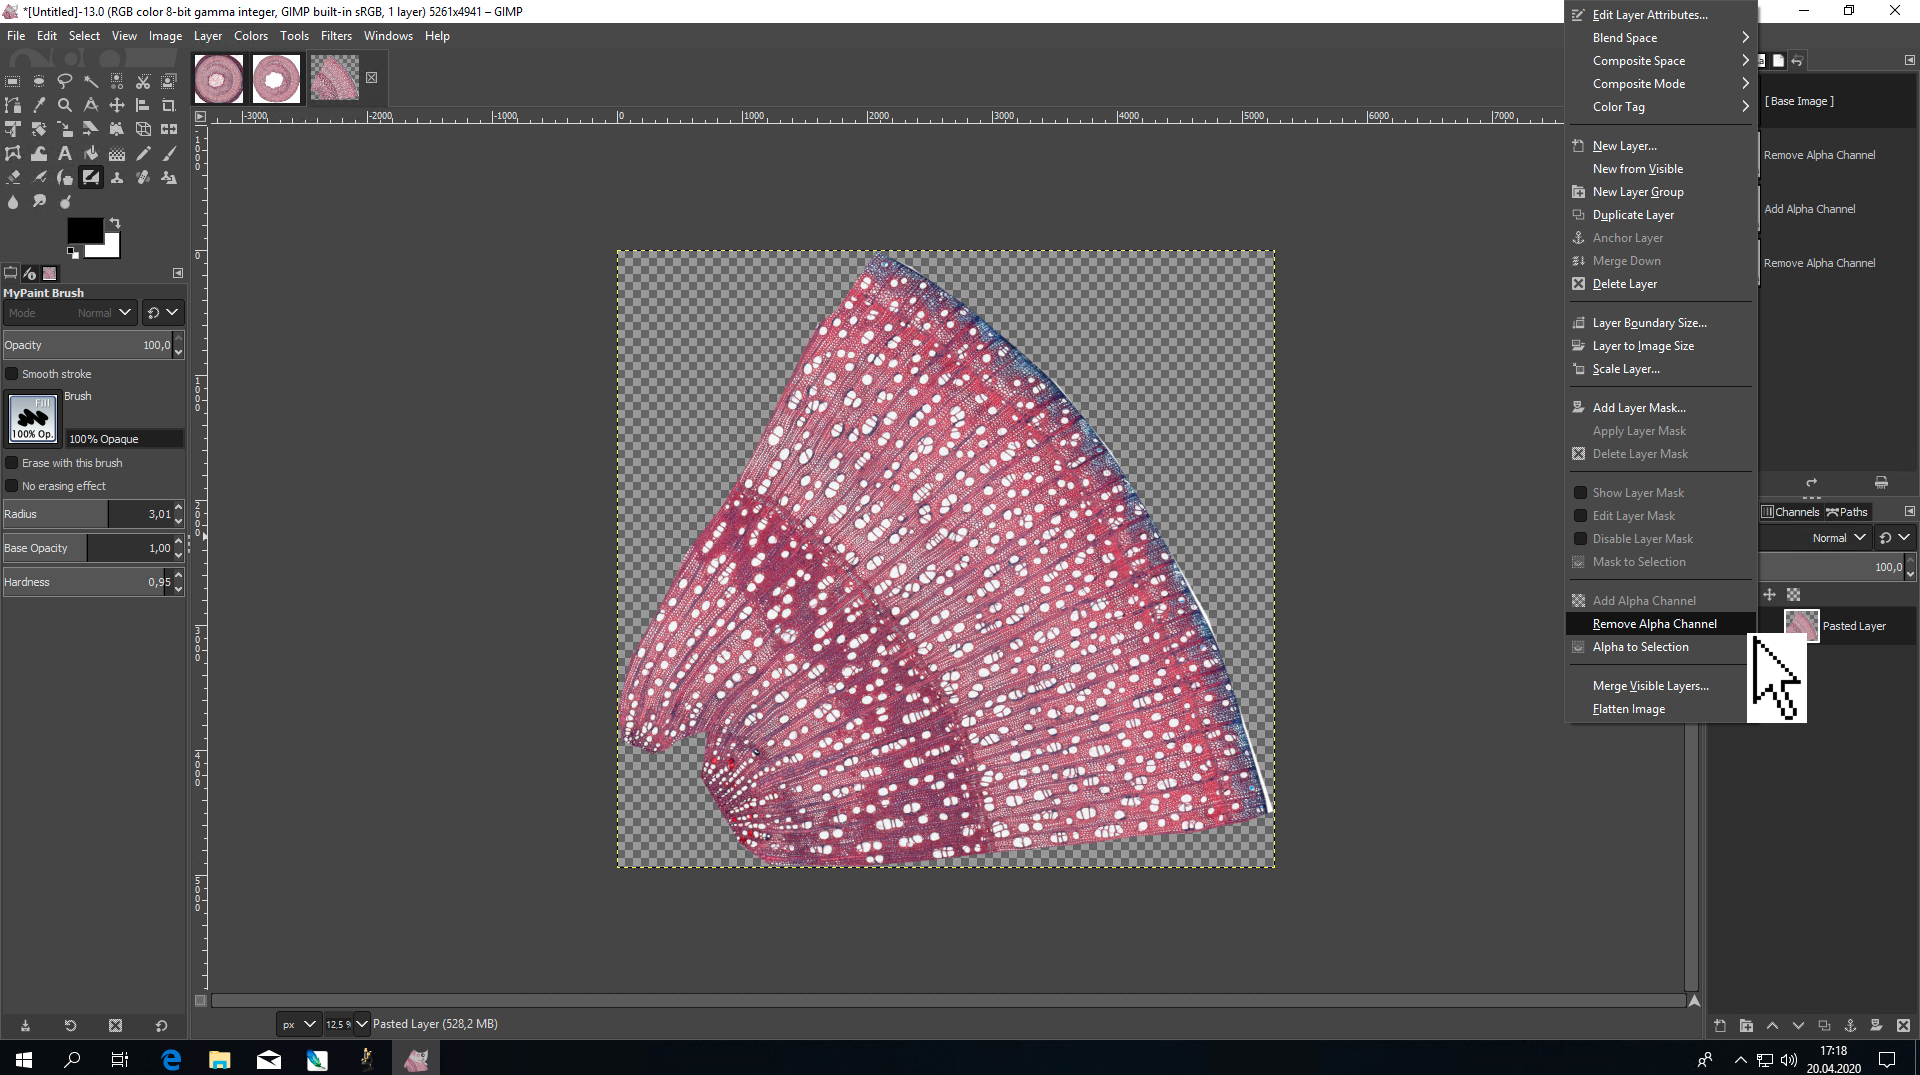 *[Untitled]-13.0 (RGB color 8-bit gamma integer, GIMP built-in sRGB, 1 layer) 5261x4941 – GIMP
File Edit Select View Image Layer Colors Tools Filters Windows Help
-3000 -2000 -1000 0 1000 2000 3000 4000 5000 6000 7000
1000
0
1000
2000
3000
4000
5000
MyPaint Brush
Mode Normal
Opacity 100,0
Smooth stroke
Brush
Fill
100% Op.
100% Opaque
Erase with this brush
No erasing effect
Radius 3,01
Base Opacity 1,00
Hardness 0,95
px 12,5 % Pasted Layer (528,2 MB)
Edit Layer Attributes...
Blend Space
Composite Space
Composite Mode
Color Tag
New Layer...
New from Visible
New Layer Group
Duplicate Layer
Anchor Layer
Merge Down
Delete Layer
Layer Boundary Size...
Layer to Image Size
Scale Layer...
Add Layer Mask...
Apply Layer Mask
Delete Layer Mask
Show Layer Mask
Edit Layer Mask
Disable Layer Mask
Mask to Selection
Add Alpha Channel
Remove Alpha Channel
Alpha to Selection
Merge Visible Layers...
Flatten Image
[ Base Image ]
Remove Alpha Channel
Add Alpha Channel
Remove Alpha Channel
Channels Paths
Normal
100,0
Pasted Layer
17:18
20.04.2020